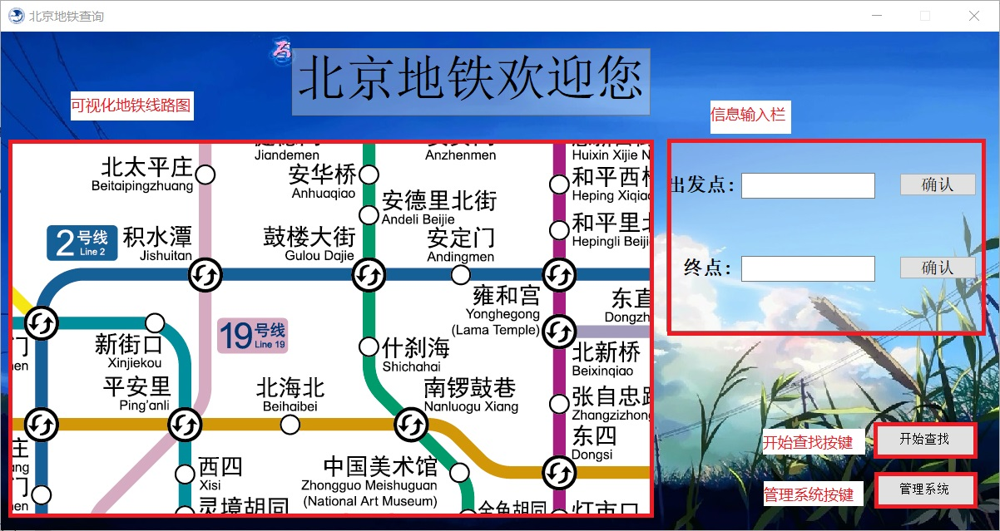 北京地铁查询
北京地铁欢迎您
可视化地铁线路图
信息输入栏
Jiandemen
Anzhenmen
Huixin Xijie N
北太平庄
Beitaipingzhuang
安华桥
Anhuaqiao
和平西桥
Heping Xiqiao
安德里北街
Andeli Beijie
和平里北
Hepingli Beiji
2号线
Line 2
积水潭
Jishuitan
鼓楼大街
Gulou Dajie
安定门
Andingmen
雍和宫
Yonghegong
(Lama Temple)
东直
Dongzh
19号线
Line 19
新街口
Xinjiekou
什刹海
Shichahai
北新桥
Beixinqiao
平安里
Ping'anli
北海北
Beihaibei
南锣鼓巷
Nanluogu Xiang
张自忠路
Zhangzizhong
东四
Dongsi
西四
Xisi
中国美术馆
Zhongguo Meishuguan
(National Art Museum)
灵境胡同
金鱼胡同
灯市口
出发点:
确认
终点:
确认
开始查找按键
开始查找
管理系统按键
管理系统